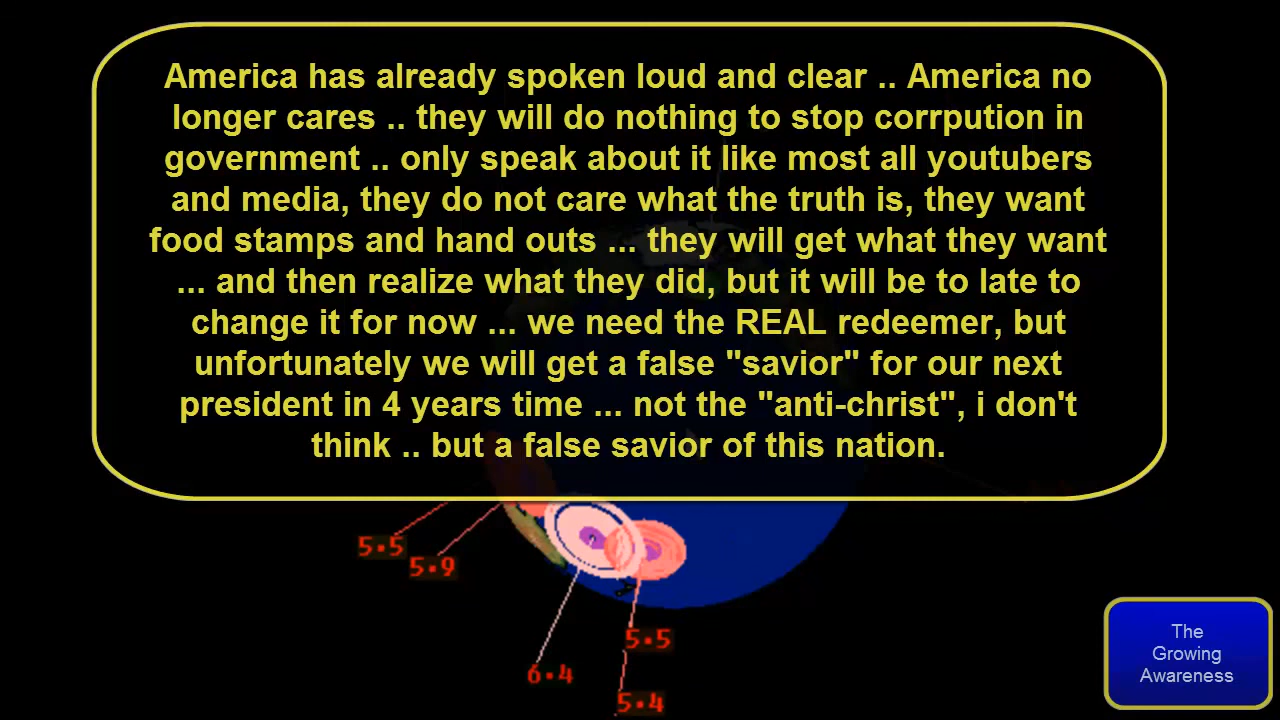 America has already spoken loud and clear .. America no
longer cares .. they will do nothing to stop corrpution in
government .. only speak about it like most all youtubers
and media, they do not care what the truth is, they want
food stamps and hand outs ... they will get what they want
... and then realize what they did, but it will be to late to
change it for now ... we need the REAL redeemer, but
unfortunately we will get a false "savior" for our next
president in 4 years time ... not the "anti-christ", i don't
think .. but a false savior of this nation.
5.5
5.9
5.5
6.4
5.4
The
Growing
Awareness